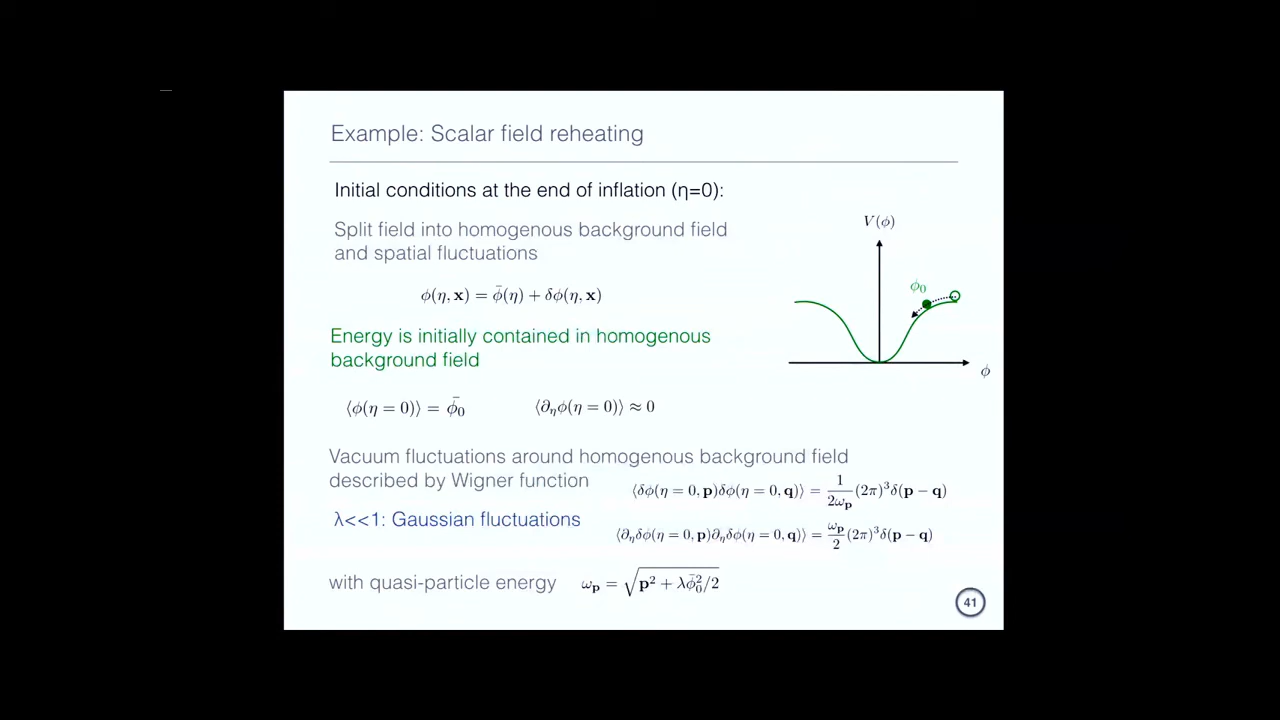 Example: Scalar field reheating
Initial conditions at the end of inflation (η=0):
Split field into homogenous background field
and spatial fluctuations
ϕ(η, x) = ϕ̄(η) + δϕ(η, x)
V(ϕ)
ϕ₀
ϕ
Energy is initially contained in homogenous
background field
⟨ϕ(η = 0)⟩ = ϕ̄₀
⟨∂ηϕ(η = 0)⟩ ≈ 0
Vacuum fluctuations around homogenous background field
described by Wigner function
⟨δϕ(η = 0, p)δϕ(η = 0, q)⟩ = 1/(2ωp) (2π)³δ(p − q)
λ<<1: Gaussian fluctuations
⟨∂ηδϕ(η = 0, p)∂ηδϕ(η = 0, q)⟩ = ωp/2 (2π)³δ(p − q)
with quasi-particle energy
ωp = √(p² + λϕ̄₀²/2)
41